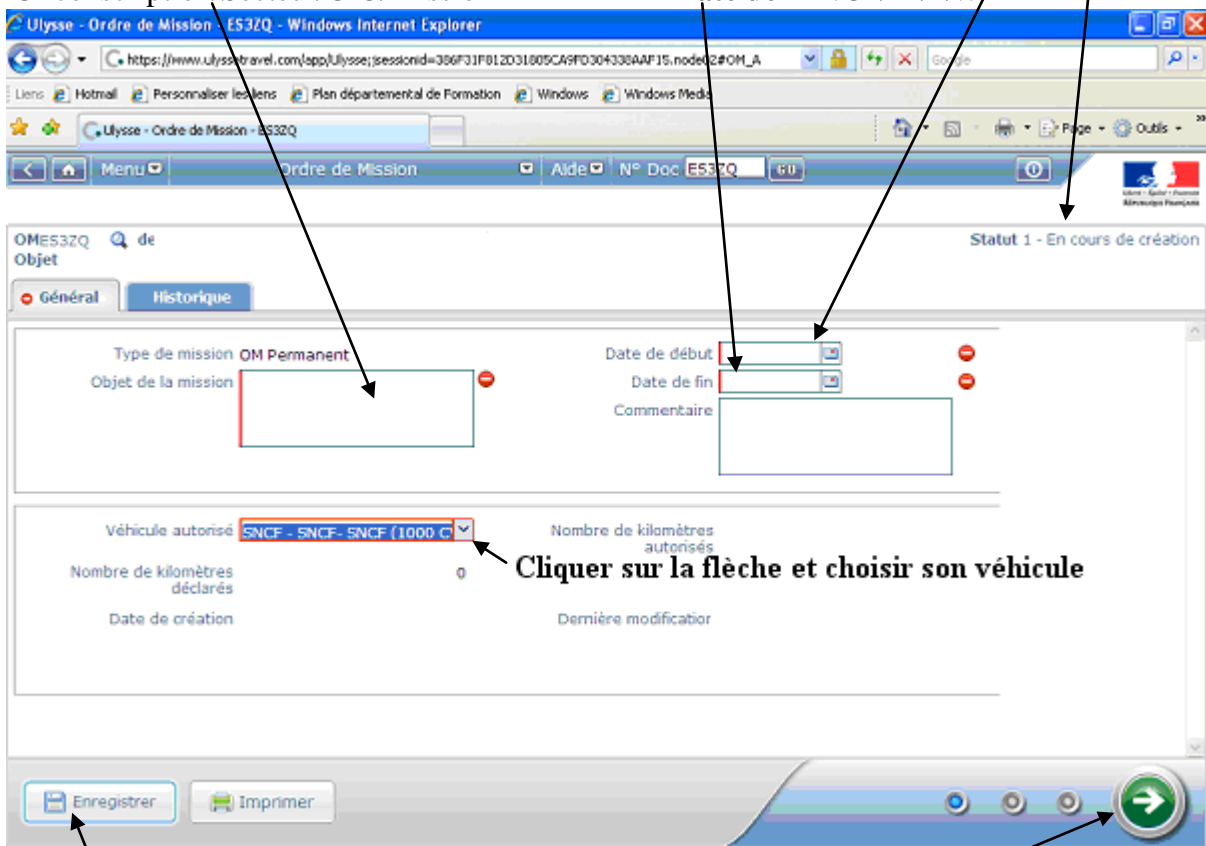 Ulysse - Ordre de Mission - ES3ZQ - Windows Internet Explorer
Google
Liens Hotmail Personnaliser les liens Plan départemental de Formation Windows Windows Media
Ulysse - Ordre de Mission - ES3ZQ
Page Outils
Menu Ordre de Mission Aide N° Doc ES3ZQ GO
OMES3ZQ de
Statut 1 - En cours de création
Objet
Général Historique
Type de mission OM Permanent
Date de début
Objet de la mission
Date de fin
Commentaire
Véhicule autorisé SNCF - SNCF- SNCF (1000 C
Nombre de kilomètres
autorisés
Cliquer sur la flèche et choisir son véhicule
Nombre de kilomètres
déclarés
0
Date de création
Dernière modification
Enregistrer Imprimer